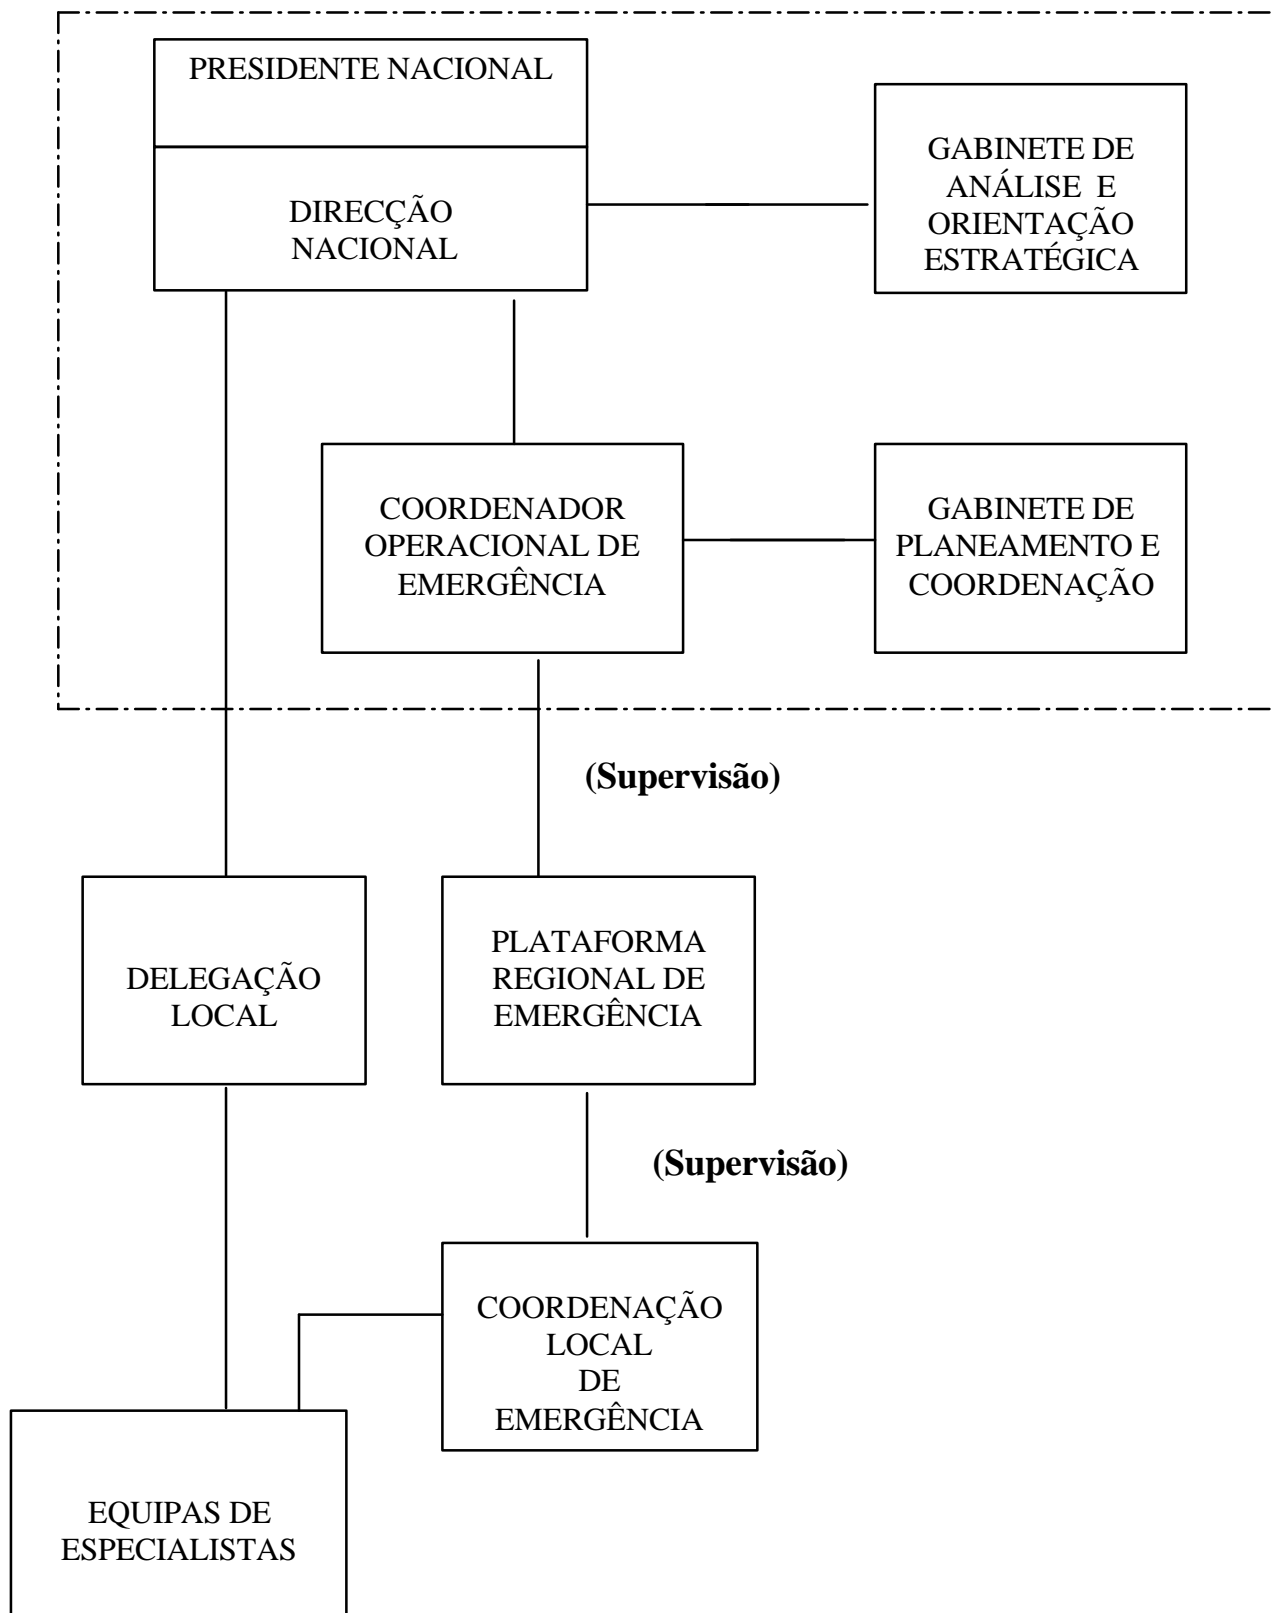 PRESIDENTE NACIONAL
DIRECÇÃO
NACIONAL
GABINETE DE
ANÁLISE E
ORIENTAÇÃO
ESTRATÉGICA
COORDENADOR
OPERACIONAL DE
EMERGÊNCIA
GABINETE DE
PLANEAMENTO E
COORDENAÇÃO
(Supervisão)
DELEGAÇÃO
LOCAL
PLATAFORMA
REGIONAL DE
EMERGÊNCIA
(Supervisão)
COORDENAÇÃO
LOCAL
DE
EMERGÊNCIA
EQUIPAS DE
ESPECIALISTAS